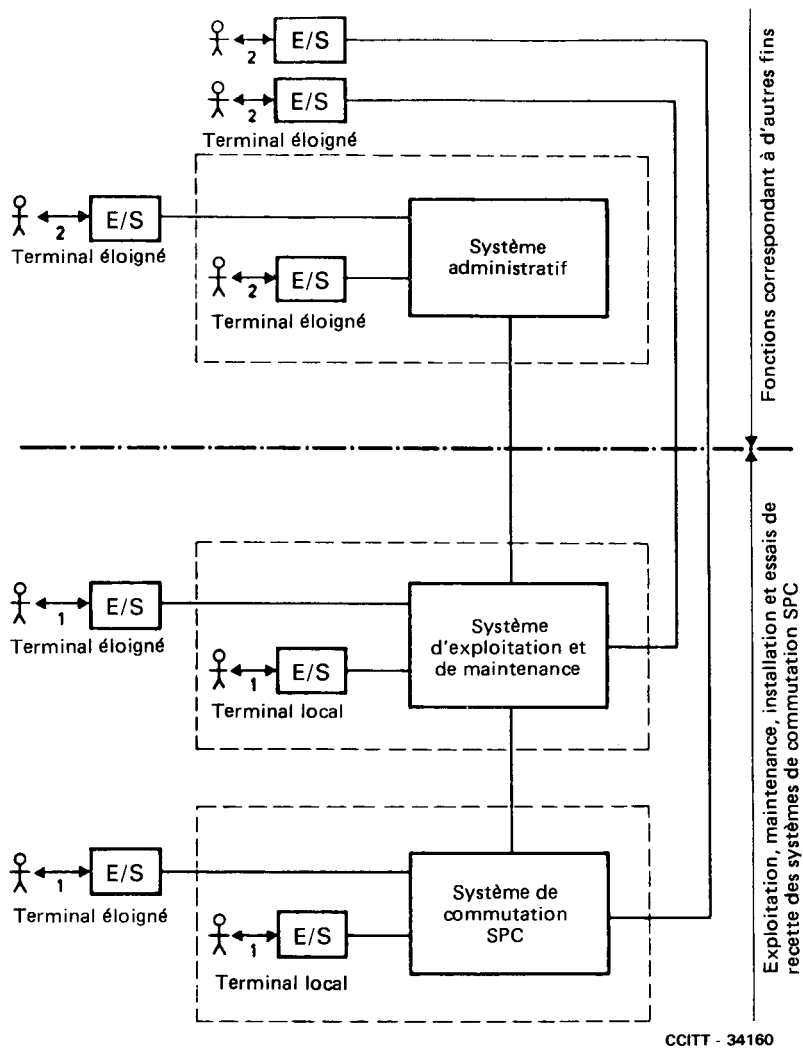 E/S
2
E/S
2
Terminal éloigné
E/S
2
Terminal éloigné
Système
administratif
E/S
2
Terminal éloigné
Fonctions correspondant à d'autres fins
E/S
1
Terminal éloigné
Système
d'exploitation et
de maintenance
E/S
1
Terminal local
E/S
1
Terminal éloigné
Système de
commutation
SPC
E/S
1
Terminal local
Exploitation, maintenance, installation et essais de
recette des systèmes de commutation SPC
CCITT - 34160